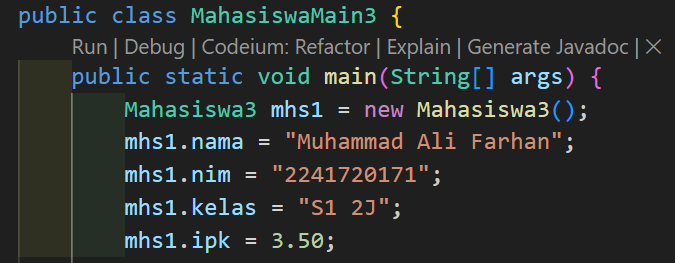 public class MahasiswaMain3 {
Run | Debug | Codeium: Refactor | Explain | Generate Javadoc | ×
public static void main(String[] args) {
Mahasiswa3 mhs1 = new Mahasiswa3();
mhs1.nama = "Muhammad Ali Farhan";
mhs1.nim = "2241720171";
mhs1.kelas = "S1 2J";
mhs1.ipk = 3.50;